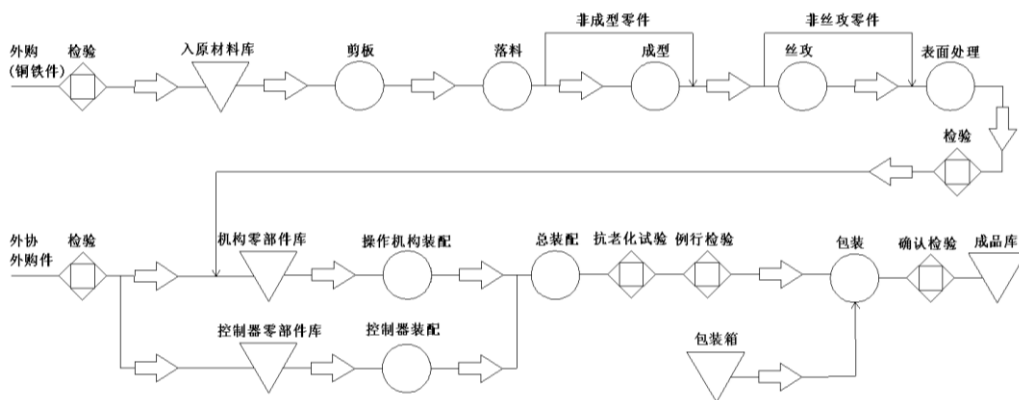 非成型零件
非丝攻零件
外购
(铜铁件)
检验
入原材料库
剪板
落料
成型
丝攻
表面处理
检验
外协
外购件
检验
机构零部件库
操作机构装配
总装配
抗老化试验
例行检验
包装
确认检验
成品库
控制器零部件库
控制器装配
包装箱